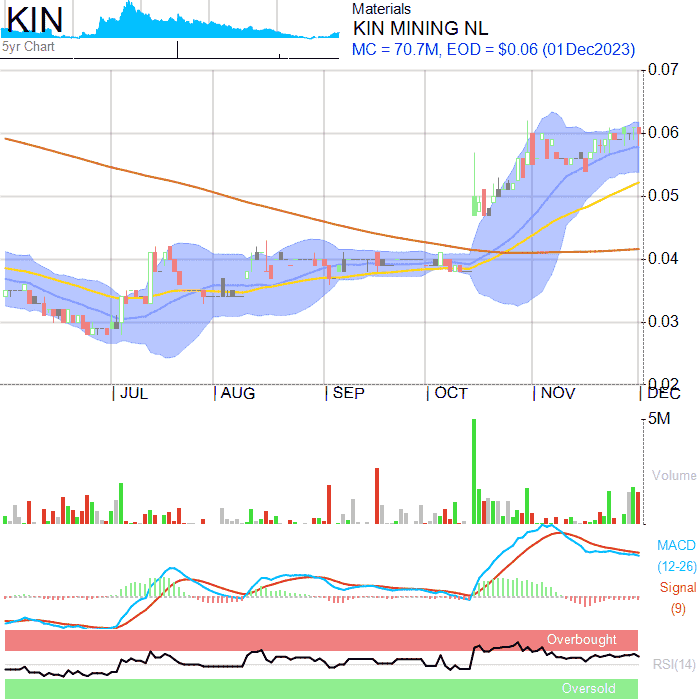 KIN
5yr Chart
Materials
KIN MINING NL
MC = 70.7M, EOD = $0.06 (01Dec2023)
0.07
0.06
0.05
0.04
0.03
0.02
JUL AUG SEP OCT NOV DEC
5M
Volume
MACD
(12-26)
Signal
(9)
Overbought
RSI(14)
Oversold